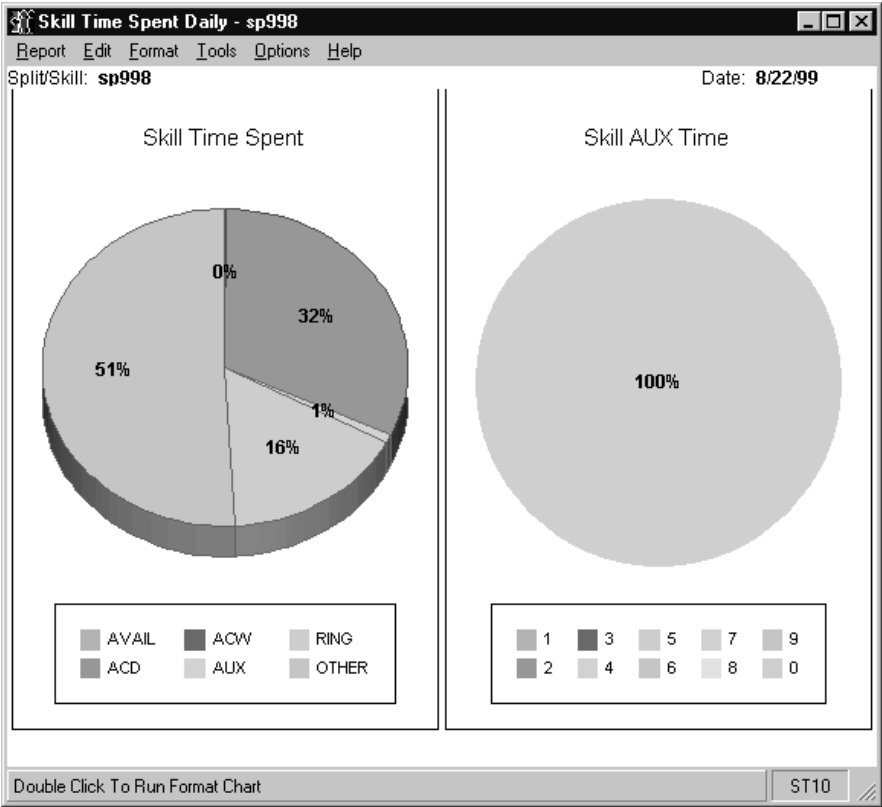 Skill Time Spent Daily - sp998
Report Edit Format Tools Options Help
Split/Skill: sp998
Date: 8/22/99
Skill Time Spent
0%
32%
51%
1%
16%
AVAIL ACW RING
ACD AUX OTHER
Skill AUX Time
100%
1 3 5 7 9
2 4 6 8 0
Double Click To Run Format Chart
ST10